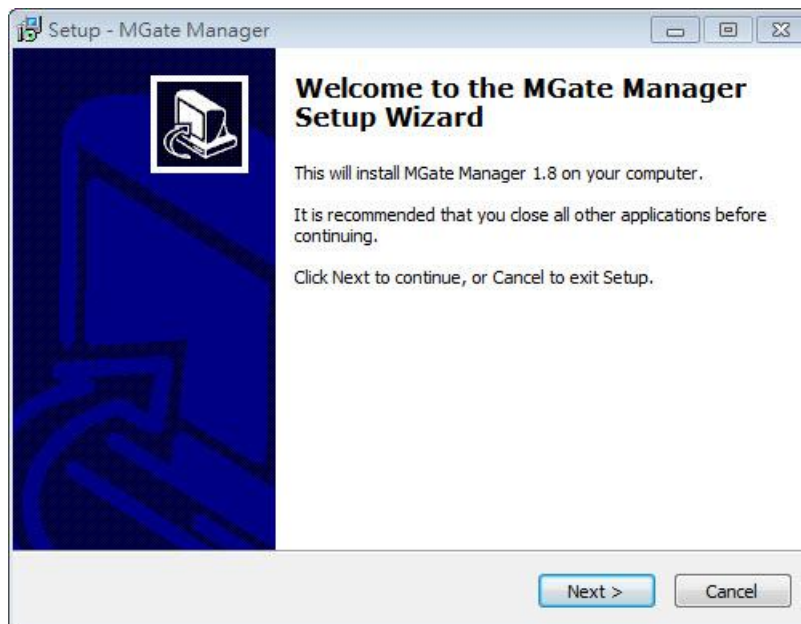 Setup - MGate Manager
Welcome to the MGate Manager
Setup Wizard
This will install MGate Manager 1.8 on your computer.
It is recommended that you close all other applications before
continuing.
Click Next to continue, or Cancel to exit Setup.
Next >
Cancel